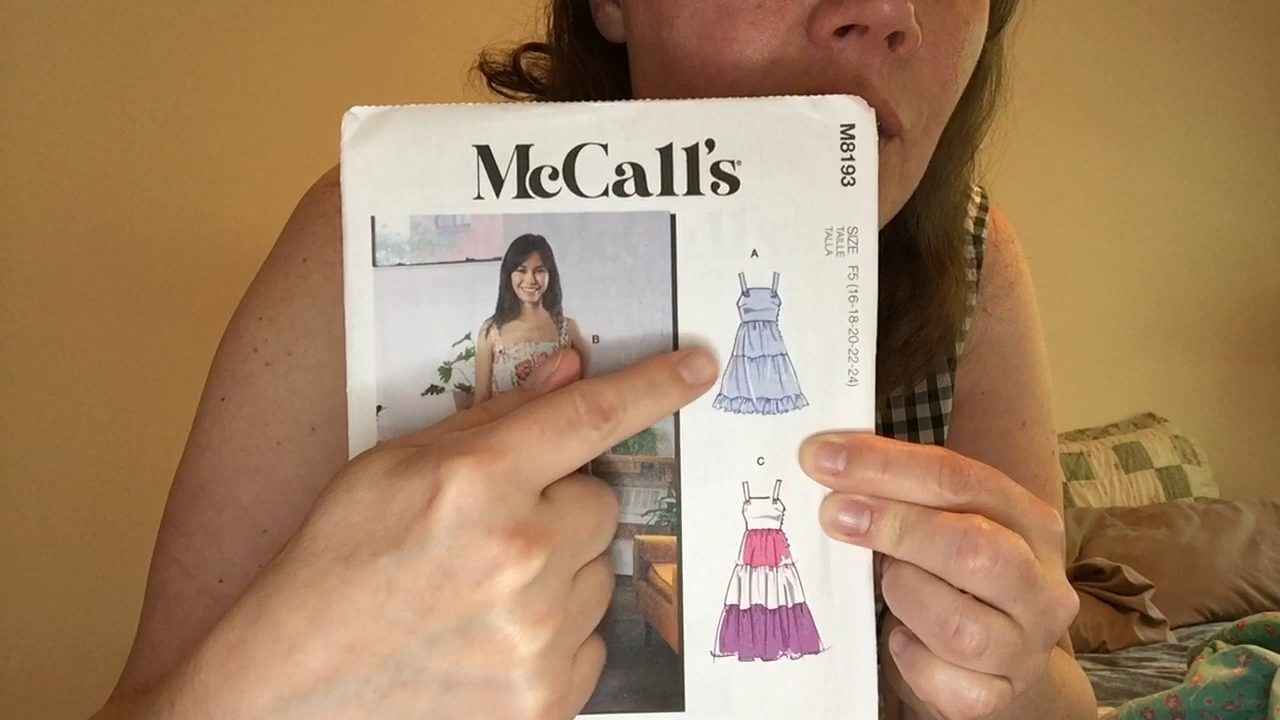 McCall's
M8193
SIZE F5 (16-18-20-22-24)
TAILLE
TALLA
A
B
C